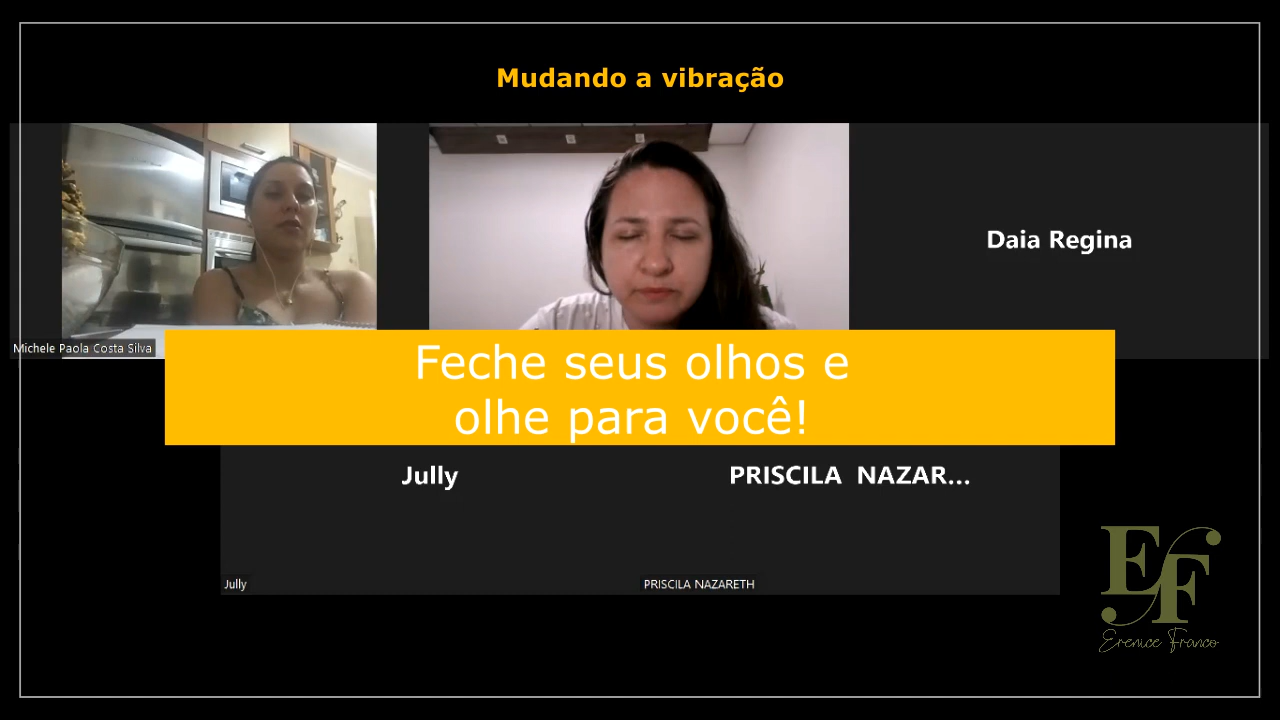 Mudando a vibração
Daia Regina
Michele Paola Costa Silva
Feche seus olhos e
olhe para você!
Jully
PRISCILA NAZAR...
Jully
PRISCILA NAZARETH
EF
Erenice Franco